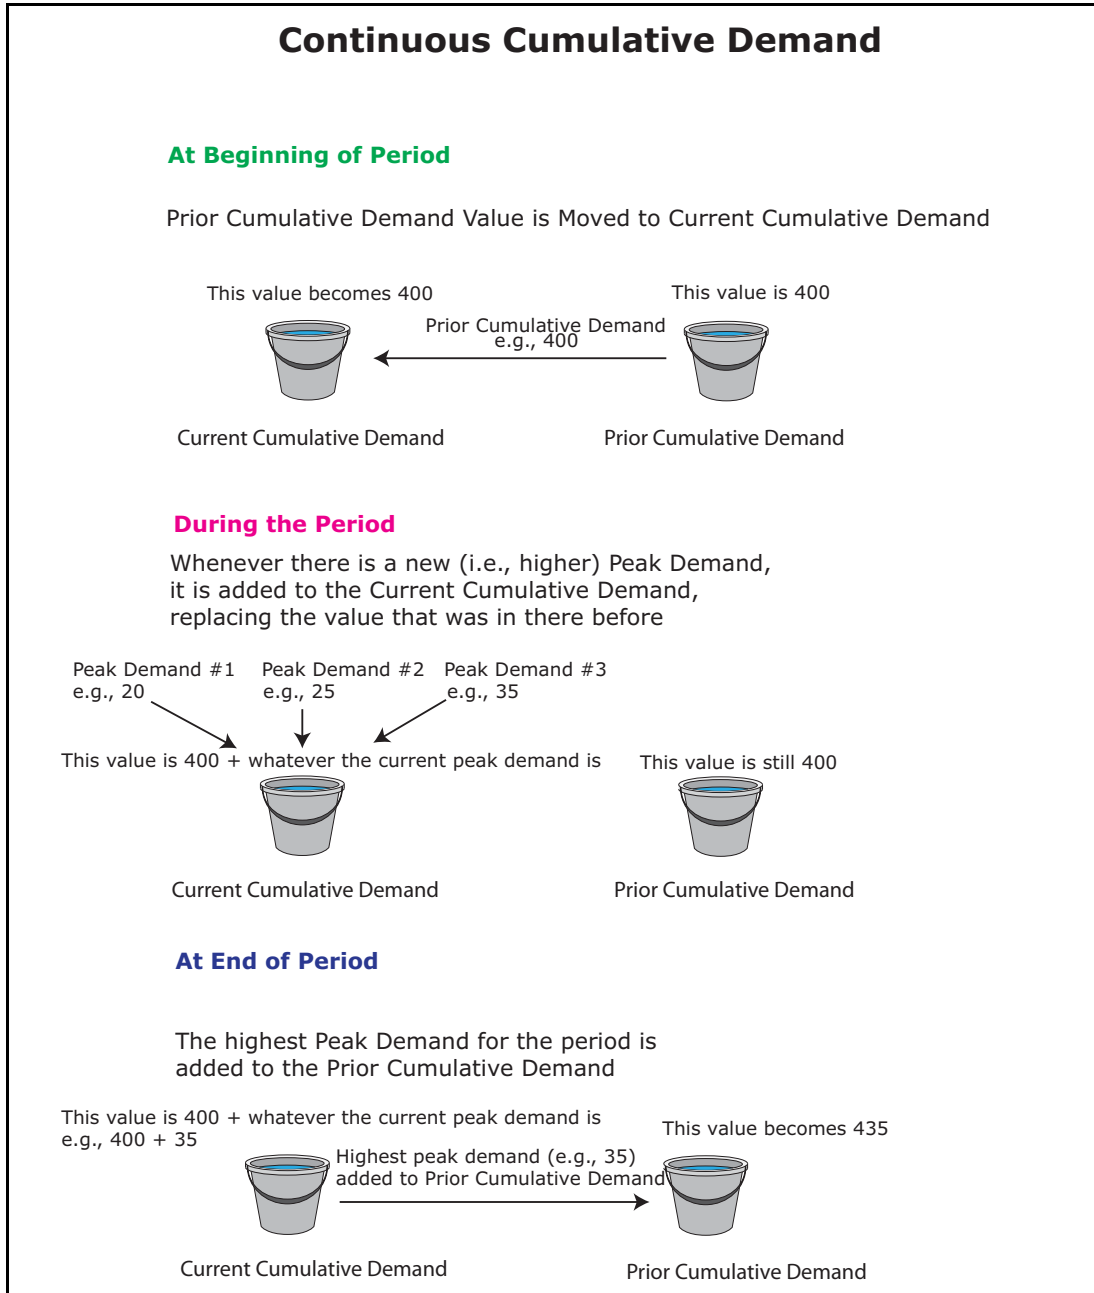 Continuous Cumulative Demand
At Beginning of Period
Prior Cumulative Demand Value is Moved to Current Cumulative Demand
This value becomes 400
This value is 400
Prior Cumulative Demand
e.g., 400
Current Cumulative Demand
Prior Cumulative Demand
During the Period
Whenever there is a new (i.e., higher) Peak Demand,
it is added to the Current Cumulative Demand,
replacing the value that was in there before
Peak Demand #1
e.g., 20
Peak Demand #2
e.g., 25
Peak Demand #3
e.g., 35
This value is 400 + whatever the current peak demand is
This value is still 400
Current Cumulative Demand
Prior Cumulative Demand
At End of Period
The highest Peak Demand for the period is
added to the Prior Cumulative Demand
This value is 400 + whatever the current peak demand is
e.g., 400 + 35
This value becomes 435
Highest peak demand (e.g., 35)
added to Prior Cumulative Demand
Current Cumulative Demand
Prior Cumulative Demand